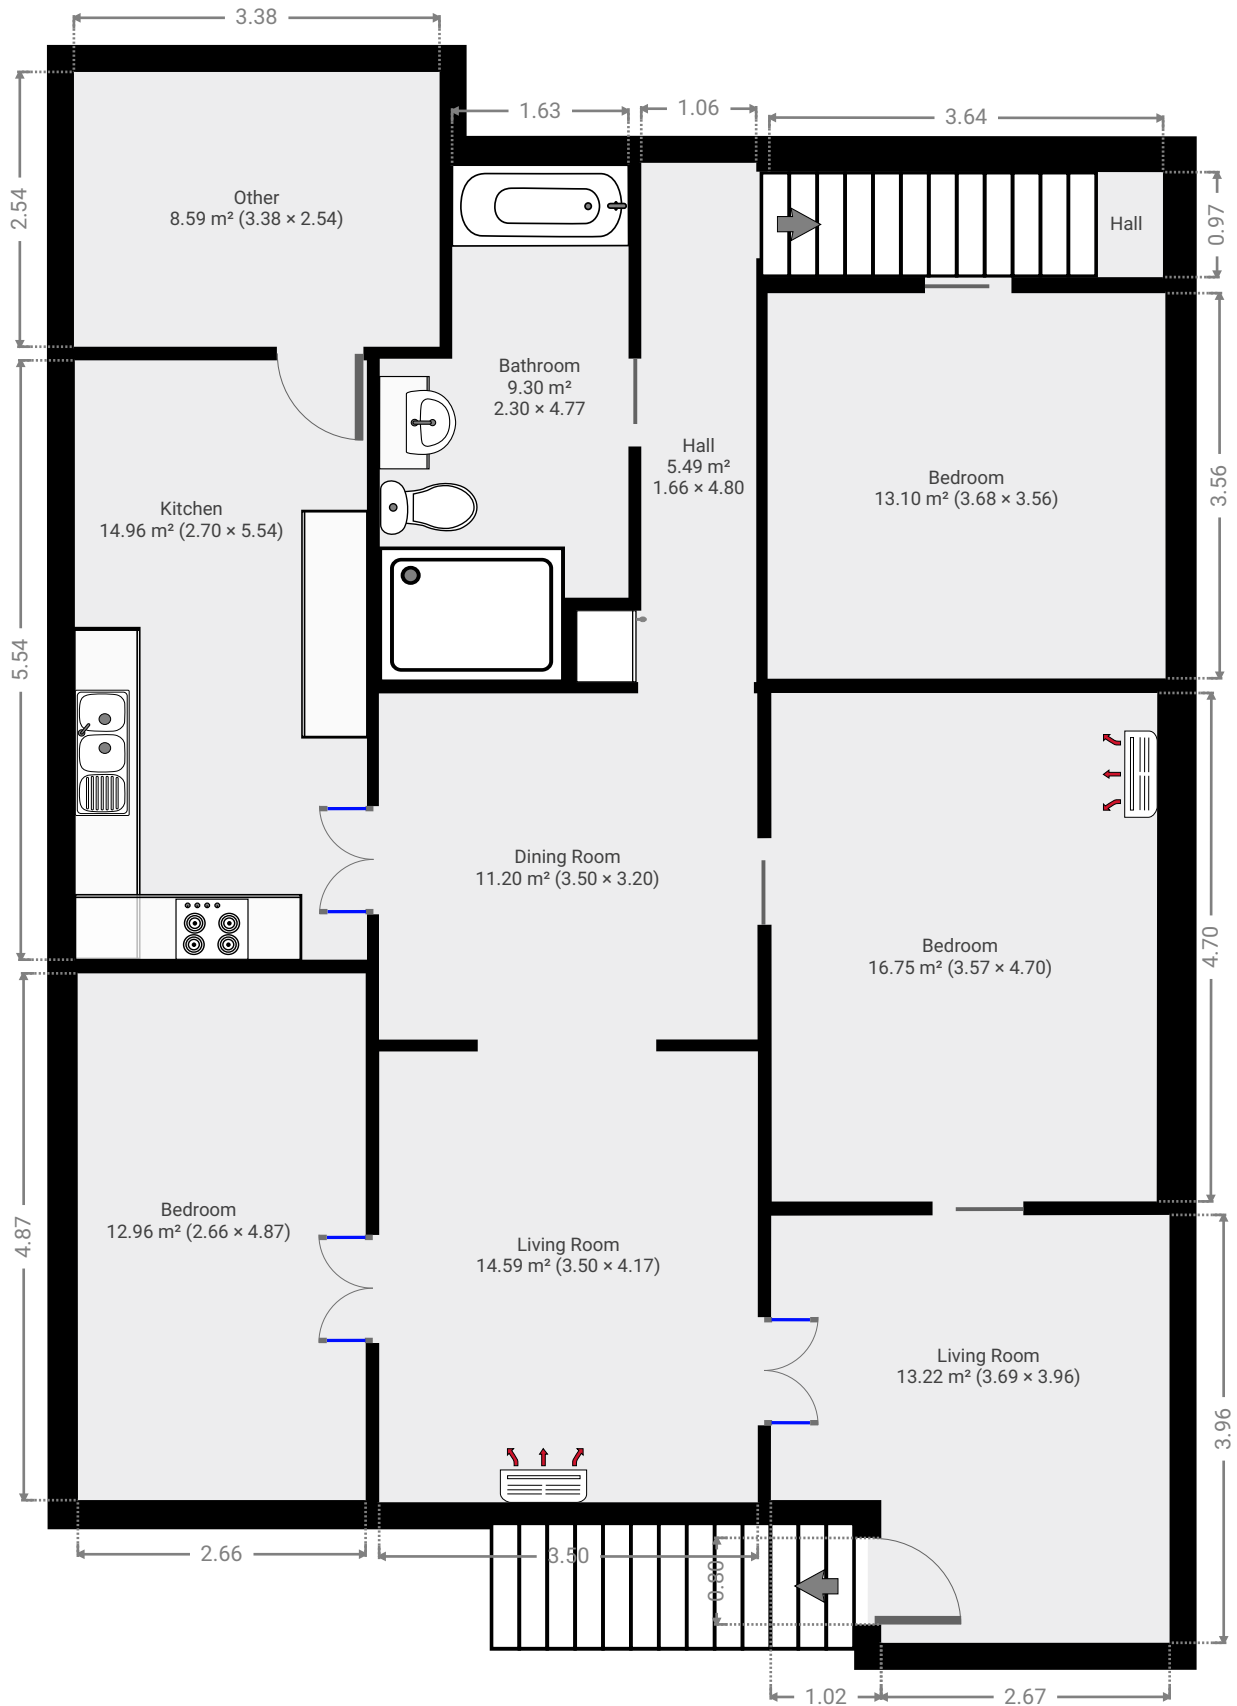 3.38
1.63
1.06
3.64
2.54
Other
8.59 m² (3.38 × 2.54)
Hall
0.97
Bathroom
9.30 m²
2.30 × 4.77
Hall
5.49 m²
1.66 × 4.80
Bedroom
13.10 m² (3.68 × 3.56)
3.56
Kitchen
14.96 m² (2.70 × 5.54)
5.54
Dining Room
11.20 m² (3.50 × 3.20)
Bedroom
16.75 m² (3.57 × 4.70)
4.70
Bedroom
12.96 m² (2.66 × 4.87)
4.87
Living Room
14.59 m² (3.50 × 4.17)
Living Room
13.22 m² (3.69 × 3.96)
3.96
2.66
3.50
0.80
1.02
2.67